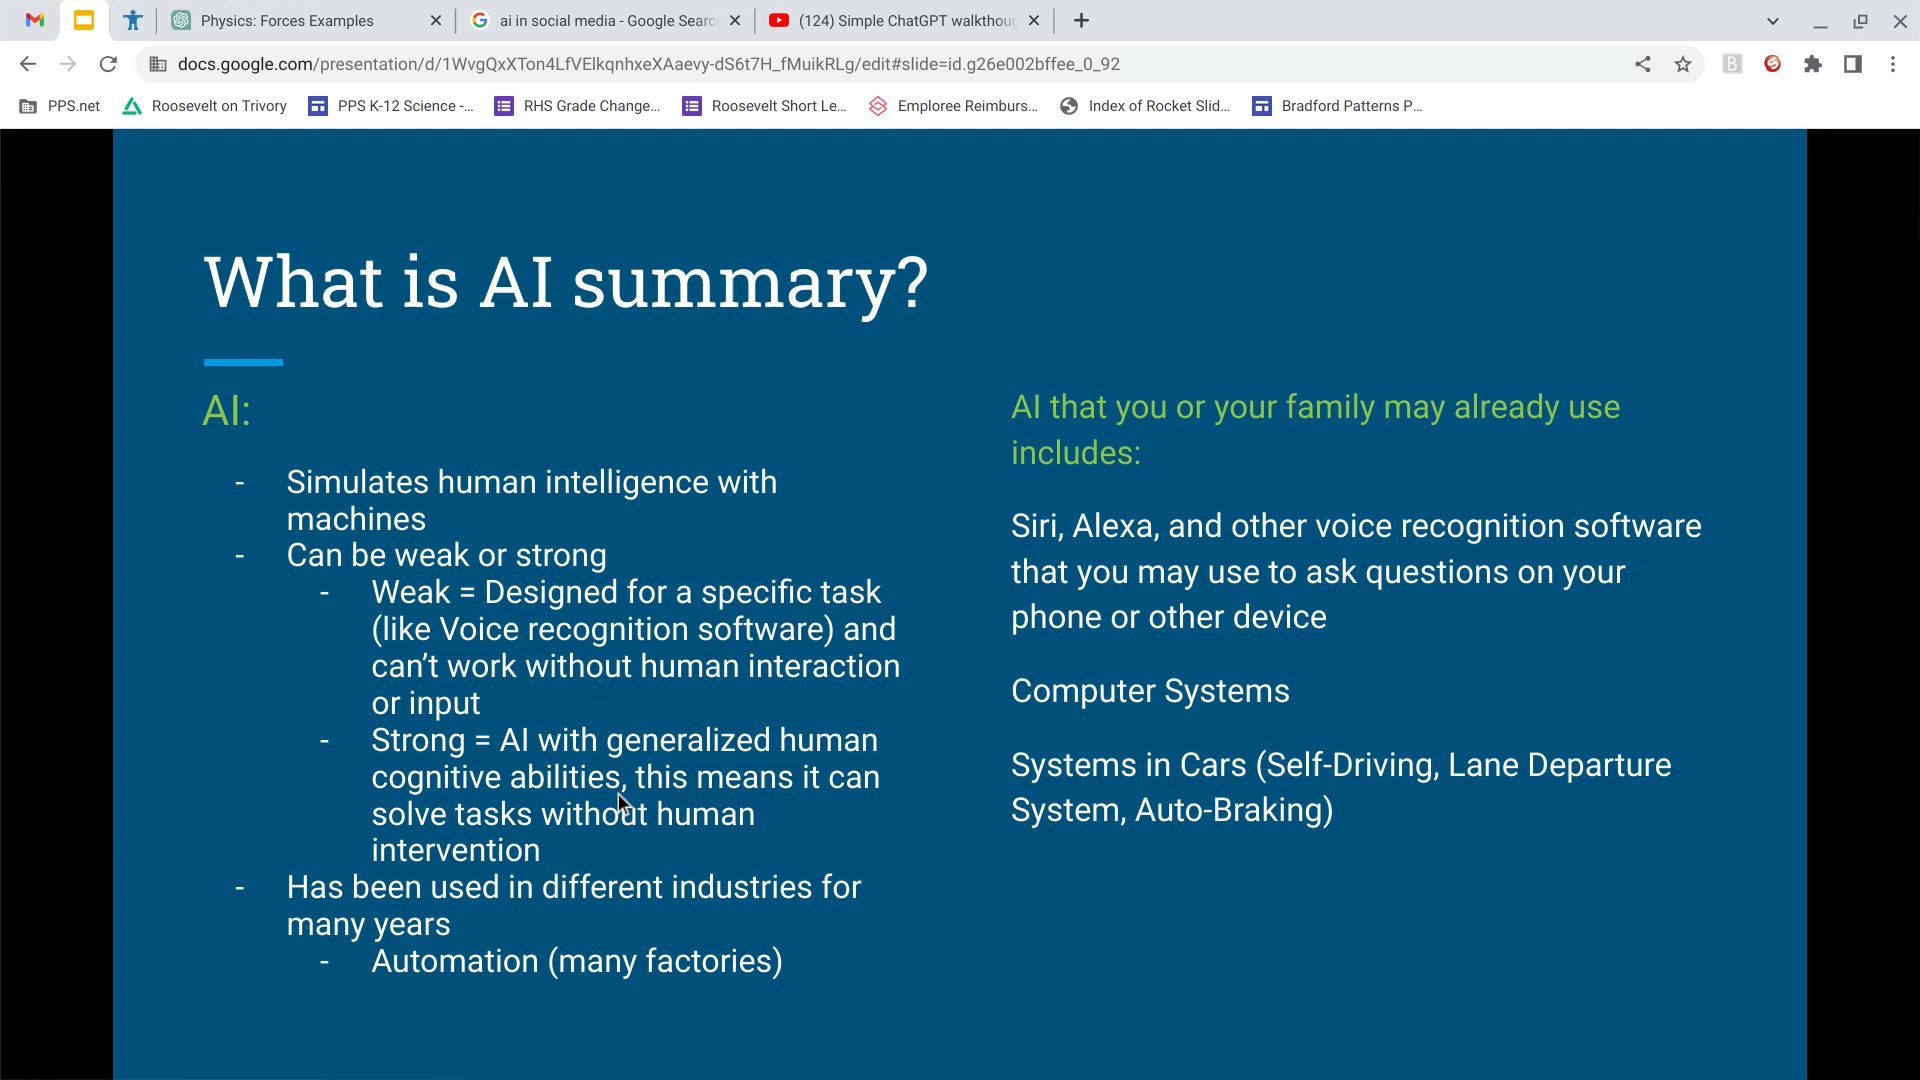 Physics: Forces Examples
ai in social media - Google Searc
(124) Simple ChatGPT walkthoug
docs.google.com/presentation/d/1WvgQxXTon4LfVElkqnhxeXAaevy-dS6t7H_fMuikRLg/edit#slide=id.g26e002bffee_0_92
PPS.net
Roosevelt on Trivory
PPS K-12 Science -...
RHS Grade Change...
Roosevelt Short Le...
Emploree Reimburs...
Index of Rocket Slid...
Bradford Patterns P...
What is AI summary?
AI:
- Simulates human intelligence with
machines
- Can be weak or strong
- Weak = Designed for a specific task
(like Voice recognition software) and
can’t work without human interaction
or input
- Strong = AI with generalized human
cognitive abilities, this means it can
solve tasks without human
intervention
- Has been used in different industries for
many years
- Automation (many factories)
AI that you or your family may already use
includes:
Siri, Alexa, and other voice recognition software
that you may use to ask questions on your
phone or other device
Computer Systems
Systems in Cars (Self-Driving, Lane Departure
System, Auto-Braking)